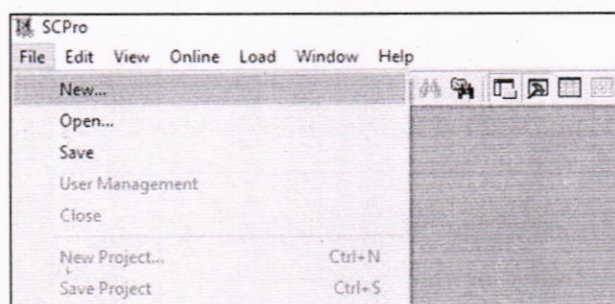 SCPro
File Edit View Online Load Window Help
New...
Open...
Save
User Management
Close
New Project... Ctrl+N
Save Project Ctrl+S